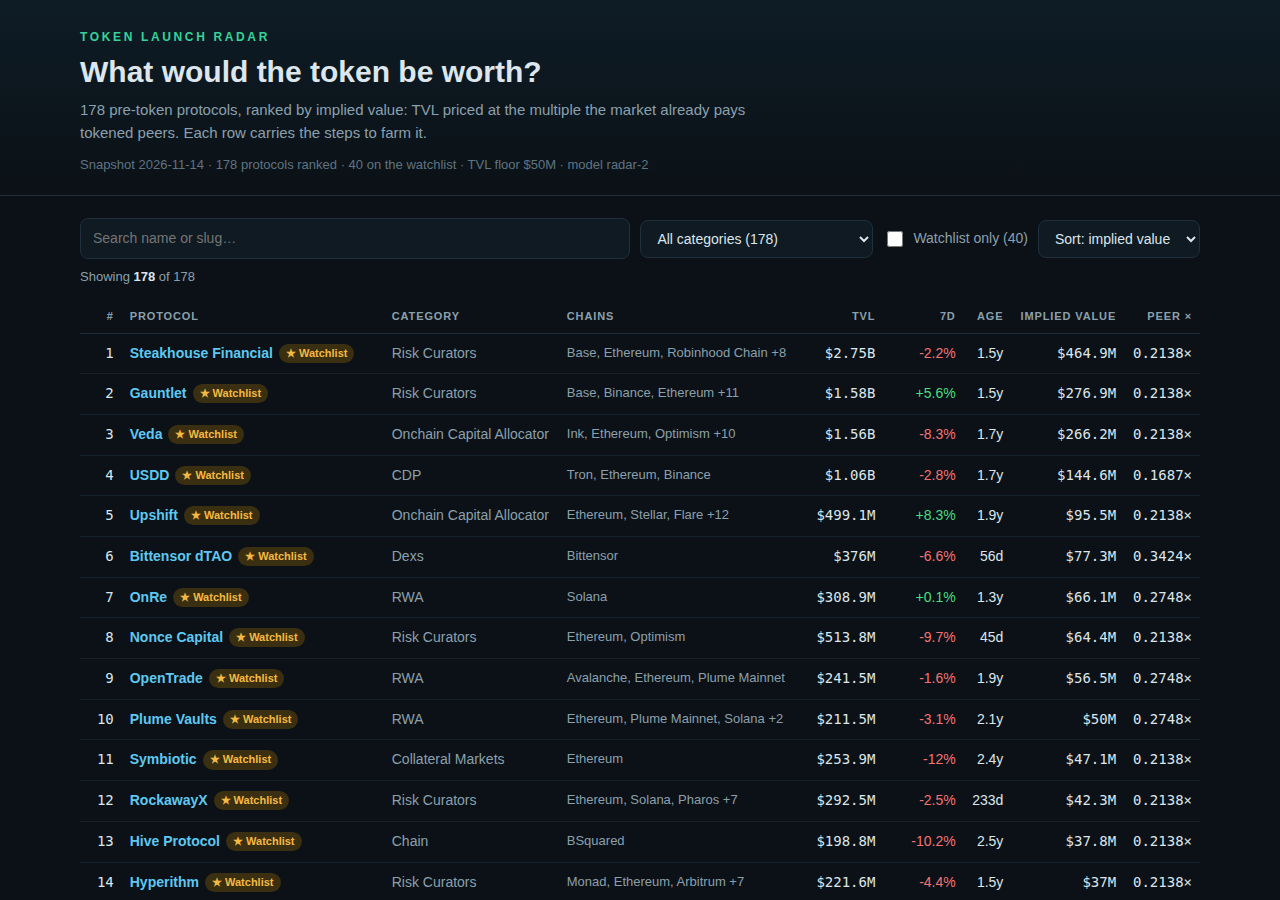 TOKEN LAUNCH RADAR
What would the token be worth?
178 pre-token protocols, ranked by implied value: TVL priced at the multiple the market already pays
tokened peers. Each row carries the steps to farm it.
Snapshot 2026-11-14 · 178 protocols ranked · 40 on the watchlist · TVL floor $50M · model radar-2
Search name or slug… All categories (178) Watchlist only (40) Sort: implied value
Showing 178 of 178
# PROTOCOL CATEGORY CHAINS TVL 7D AGE IMPLIED VALUE PEER ×
1 Steakhouse Financial ★ Watchlist Risk Curators Base, Ethereum, Robinhood Chain +8 $2.75B -2.2% 1.5y $464.9M 0.2138×
2 Gauntlet ★ Watchlist Risk Curators Base, Binance, Ethereum +11 $1.58B +5.6% 1.5y $276.9M 0.2138×
3 Veda ★ Watchlist Onchain Capital Allocator Ink, Ethereum, Optimism +10 $1.56B -8.3% 1.7y $266.2M 0.2138×
4 USDD ★ Watchlist CDP Tron, Ethereum, Binance $1.06B -2.8% 1.7y $144.6M 0.1687×
5 Upshift ★ Watchlist Onchain Capital Allocator Ethereum, Stellar, Flare +12 $499.1M +8.3% 1.9y $95.5M 0.2138×
6 Bittensor dTAO ★ Watchlist Dexs Bittensor $376M -6.6% 56d $77.3M 0.3424×
7 OnRe ★ Watchlist RWA Solana $308.9M +0.1% 1.3y $66.1M 0.2748×
8 Nonce Capital ★ Watchlist Risk Curators Ethereum, Optimism $513.8M -9.7% 45d $64.4M 0.2138×
9 OpenTrade ★ Watchlist RWA Avalanche, Ethereum, Plume Mainnet $241.5M -1.6% 1.9y $56.5M 0.2748×
10 Plume Vaults ★ Watchlist RWA Ethereum, Plume Mainnet, Solana +2 $211.5M -3.1% 2.1y $50M 0.2748×
11 Symbiotic ★ Watchlist Collateral Markets Ethereum $253.9M -12% 2.4y $47.1M 0.2138×
12 RockawayX ★ Watchlist Risk Curators Ethereum, Solana, Pharos +7 $292.5M -2.5% 233d $42.3M 0.2138×
13 Hive Protocol ★ Watchlist Chain BSquared $198.8M -10.2% 2.5y $37.8M 0.2138×
14 Hyperithm ★ Watchlist Risk Curators Monad, Ethereum, Arbitrum +7 $221.6M -4.4% 1.5y $37M 0.2138×